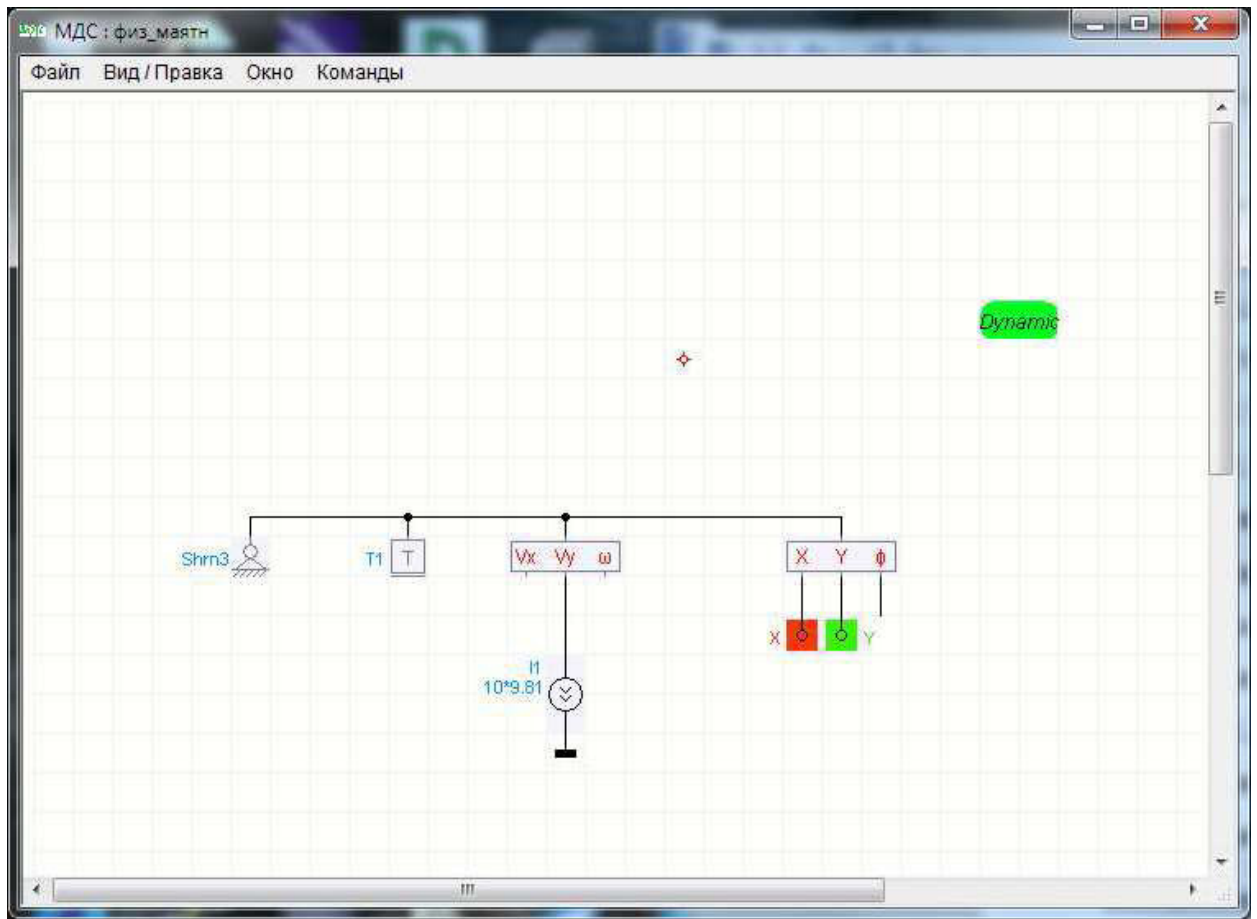 МДС : физ_маятн
Файл Вид / Правка Окно Команды
Dynamic
Shrn3
T1 T
Vx Vy ω
X Y ϕ
X Y
I1
10*9.81